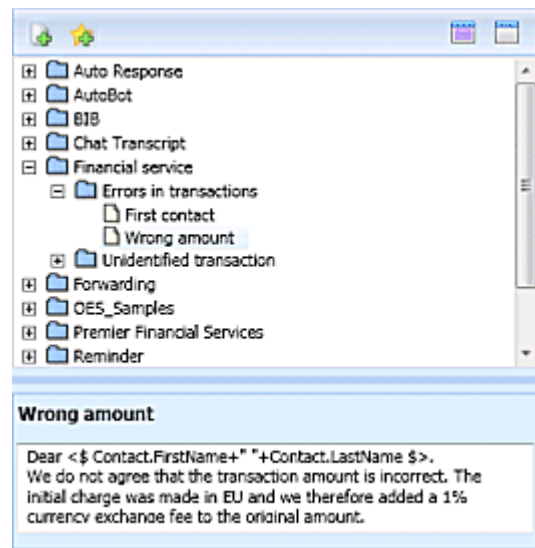 Auto Response
AutoBot
BIB
Chat Transcript
Financial service
Errors in transactions
First contact
Wrong amount
Unidentified transaction
Forwarding
OES_Samples
Premier Financial Services
Reminder
Wrong amount
Dear <$ Contact.FirstName+" "+Contact.LastName $>.
We do not agree that the transaction amount is incorrect. The
initial charge was made in EU and we therefore added a 1%
currency exchange fee to the original amount.